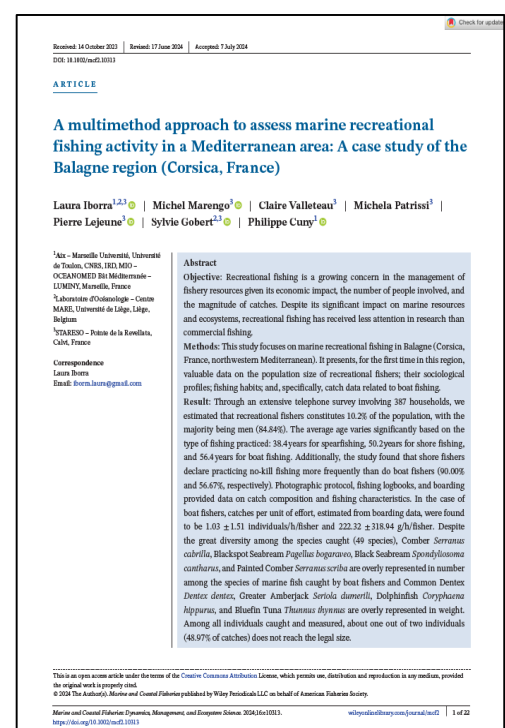 Check for update
Received: 14 October 2023 | Revised: 17 June 2024 | Accepted: 7 July 2024
DOI: 10.1002/mcf2.10313
ARTICLE
A multimethod approach to assess marine recreational
fishing activity in a Mediterranean area: A case study of the
Balagne region (Corsica, France)
Laura Iborra1,2,3 | Michel Marengo3 | Claire Valleteau3 | Michela Patrissi3 |
Pierre Lejeune3 | Sylvie Gobert2,3 | Philippe Cuny1
1Aix – Marseille Université, Université
de Toulon, CNRS, IRD, MIO –
OCEANOMED Bât Méditerranée –
LUMINY, Marseille, France
2Laboratoire d'Océanologie – Centre
MARE, Université de Liège, Liège,
Belgium
3STARESO – Pointe de la Revellata,
Calvi, France
Correspondence
Laura Iborra
Email: iborm.laura@gmail.com
Abstract
Objective: Recreational fishing is a growing concern in the management of
fishery resources given its economic impact, the number of people involved, and
the magnitude of catches. Despite its significant impact on marine resources
and ecosystems, recreational fishing has received less attention in research than
commercial fishing.
Methods: This study focuses on marine recreational fishing in Balagne (Corsica,
France, northwestern Mediterranean). It presents, for the first time in this region,
valuable data on the population size of recreational fishers; their sociological
profiles; fishing habits; and, specifically, catch data related to boat fishing.
Result: Through an extensive telephone survey involving 387 households, we
estimated that recreational fishers constitutes 10.2% of the population, with the
majority being men (84.84%). The average age varies significantly based on the
type of fishing practiced: 38.4 years for spearfishing, 50.2 years for shore fishing,
and 56.4 years for boat fishing. Additionally, the study found that shore fishers
declare practicing no-kill fishing more frequently than do boat fishers (90.00%
and 56.67%, respectively). Photographic protocol, fishing logbooks, and boarding
provided data on catch composition and fishing characteristics. In the case of
boat fishers, catches per unit of effort, estimated from boarding data, were found
to be 1.03 ± 1.51 individuals/h/fisher and 222.32 ± 318.94 g/h/fisher. Despite
the great diversity among the species caught (49 species), Comber Serranus
cabrilla, Blackspot Seabream Pagellus bogaraveo, Black Seabream Spondyliosoma
cantharus, and Painted Comber Serranus scriba are overly represented in number
among the species of marine fish caught by boat fishers and Common Dentex
Dentex dentex, Greater Amberjack Seriola dumerili, Dolphinfish Coryphaena
hippurus, and Bluefin Tuna Thunnus thynnus are overly represented in weight.
Among all individuals caught and measured, about one out of two individuals
(48.97% of catches) does not reach the legal size.
This is an open access article under the terms of the Creative Commons Attribution License, which permits use, distribution and reproduction in any medium, provided
the original work is properly cited.
© 2024 The Author(s). Marine and Coastal Fisheries published by Wiley Periodicals LLC on behalf of American Fisheries Society.
Marine and Coastal Fisheries: Dynamics, Management, and Ecosystem Science. 2024;16:e10313. wileyonlinelibrary.com/journal/mcf2 | 1 of 22
https://doi.org/10.1002/mcf2.10313